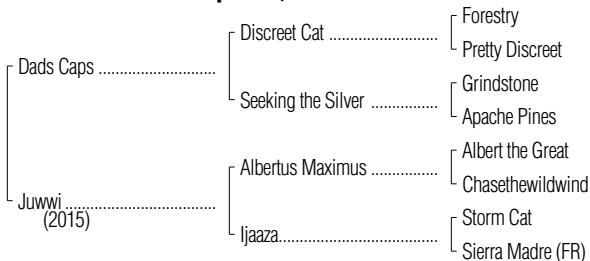 Forestry
Discreet Cat ....................
Pretty Discreet
Dads Caps ......................
Grindstone
Seeking the Silver .............
Apache Pines
Albert the Great
Albertus Maximus .............
Chasethewildwind
Juwwi ............................
(2015)
Storm Cat
Ijaaza..............................
Sierra Madre (FR)